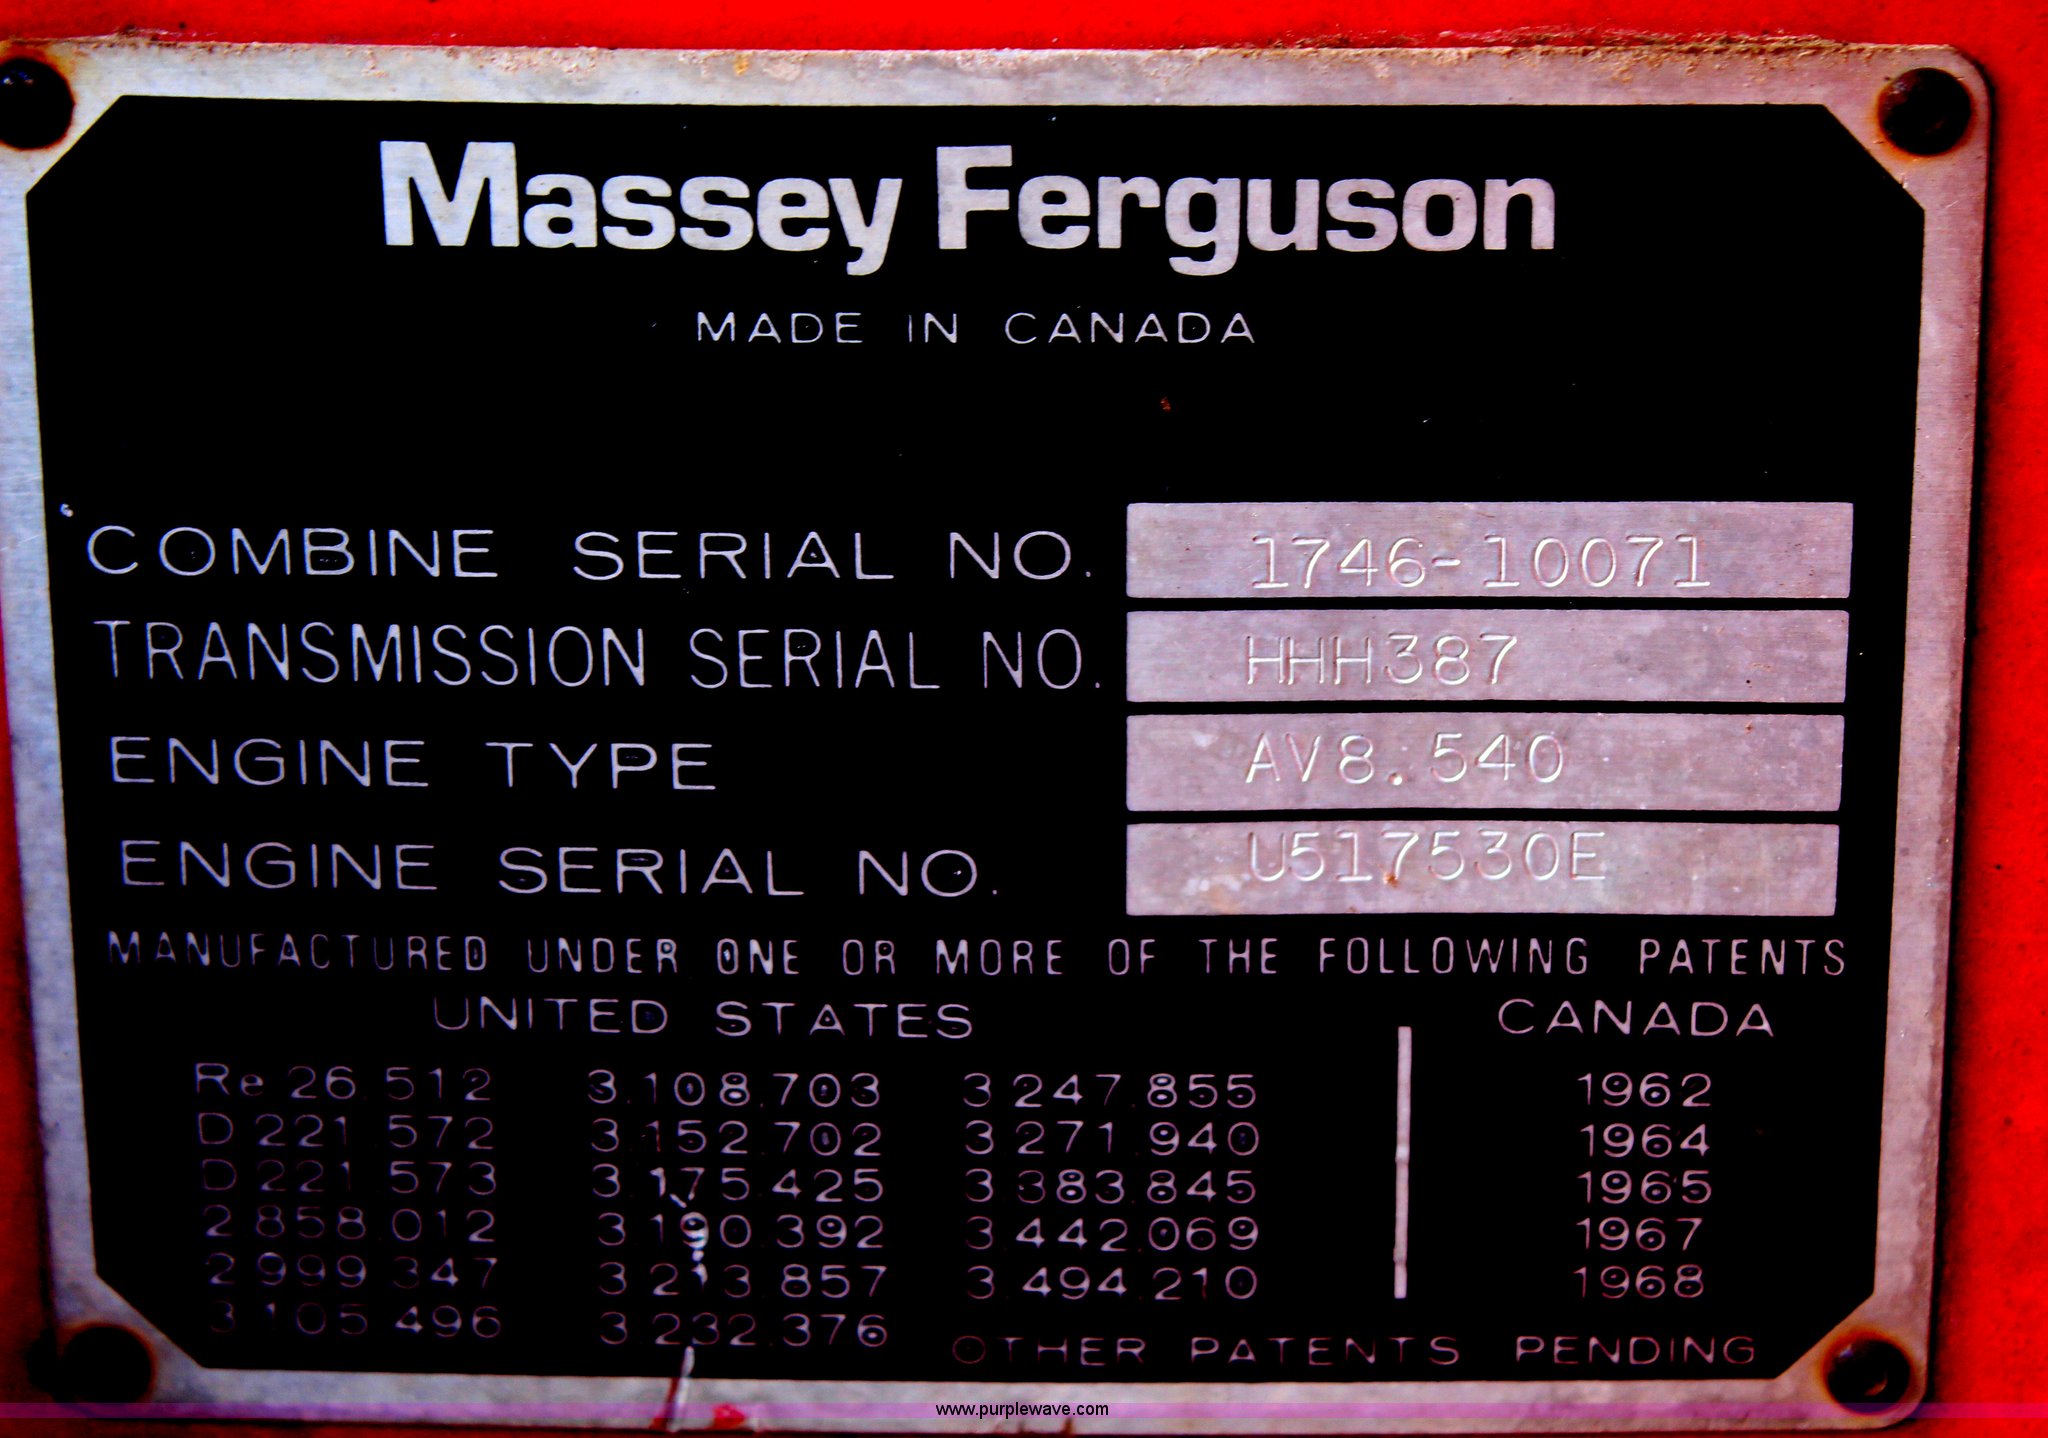 Massey Ferguson
MADE IN CANADA
COMBINE SERIAL NO. 1746-10071
TRANSMISSION SERIAL NO. HHH387
ENGINE TYPE AV8.540
ENGINE SERIAL NO. U517530E
MANUFACTURED UNDER ONE OR MORE OF THE FOLLOWING PATENTS
UNITED STATES CANADA
Re 26.512 3.108.703 3.247.855 1962
D 221.572 3.152.702 3.271.940 1964
D 221.573 3.175.425 3.383.845 1965
2.858.012 3.190.392 3.442.069 1967
2.999.347 3.213.857 3.494.210 1968
3.105.496 3.232.376 OTHER PATENTS PENDING
www.purplewave.com